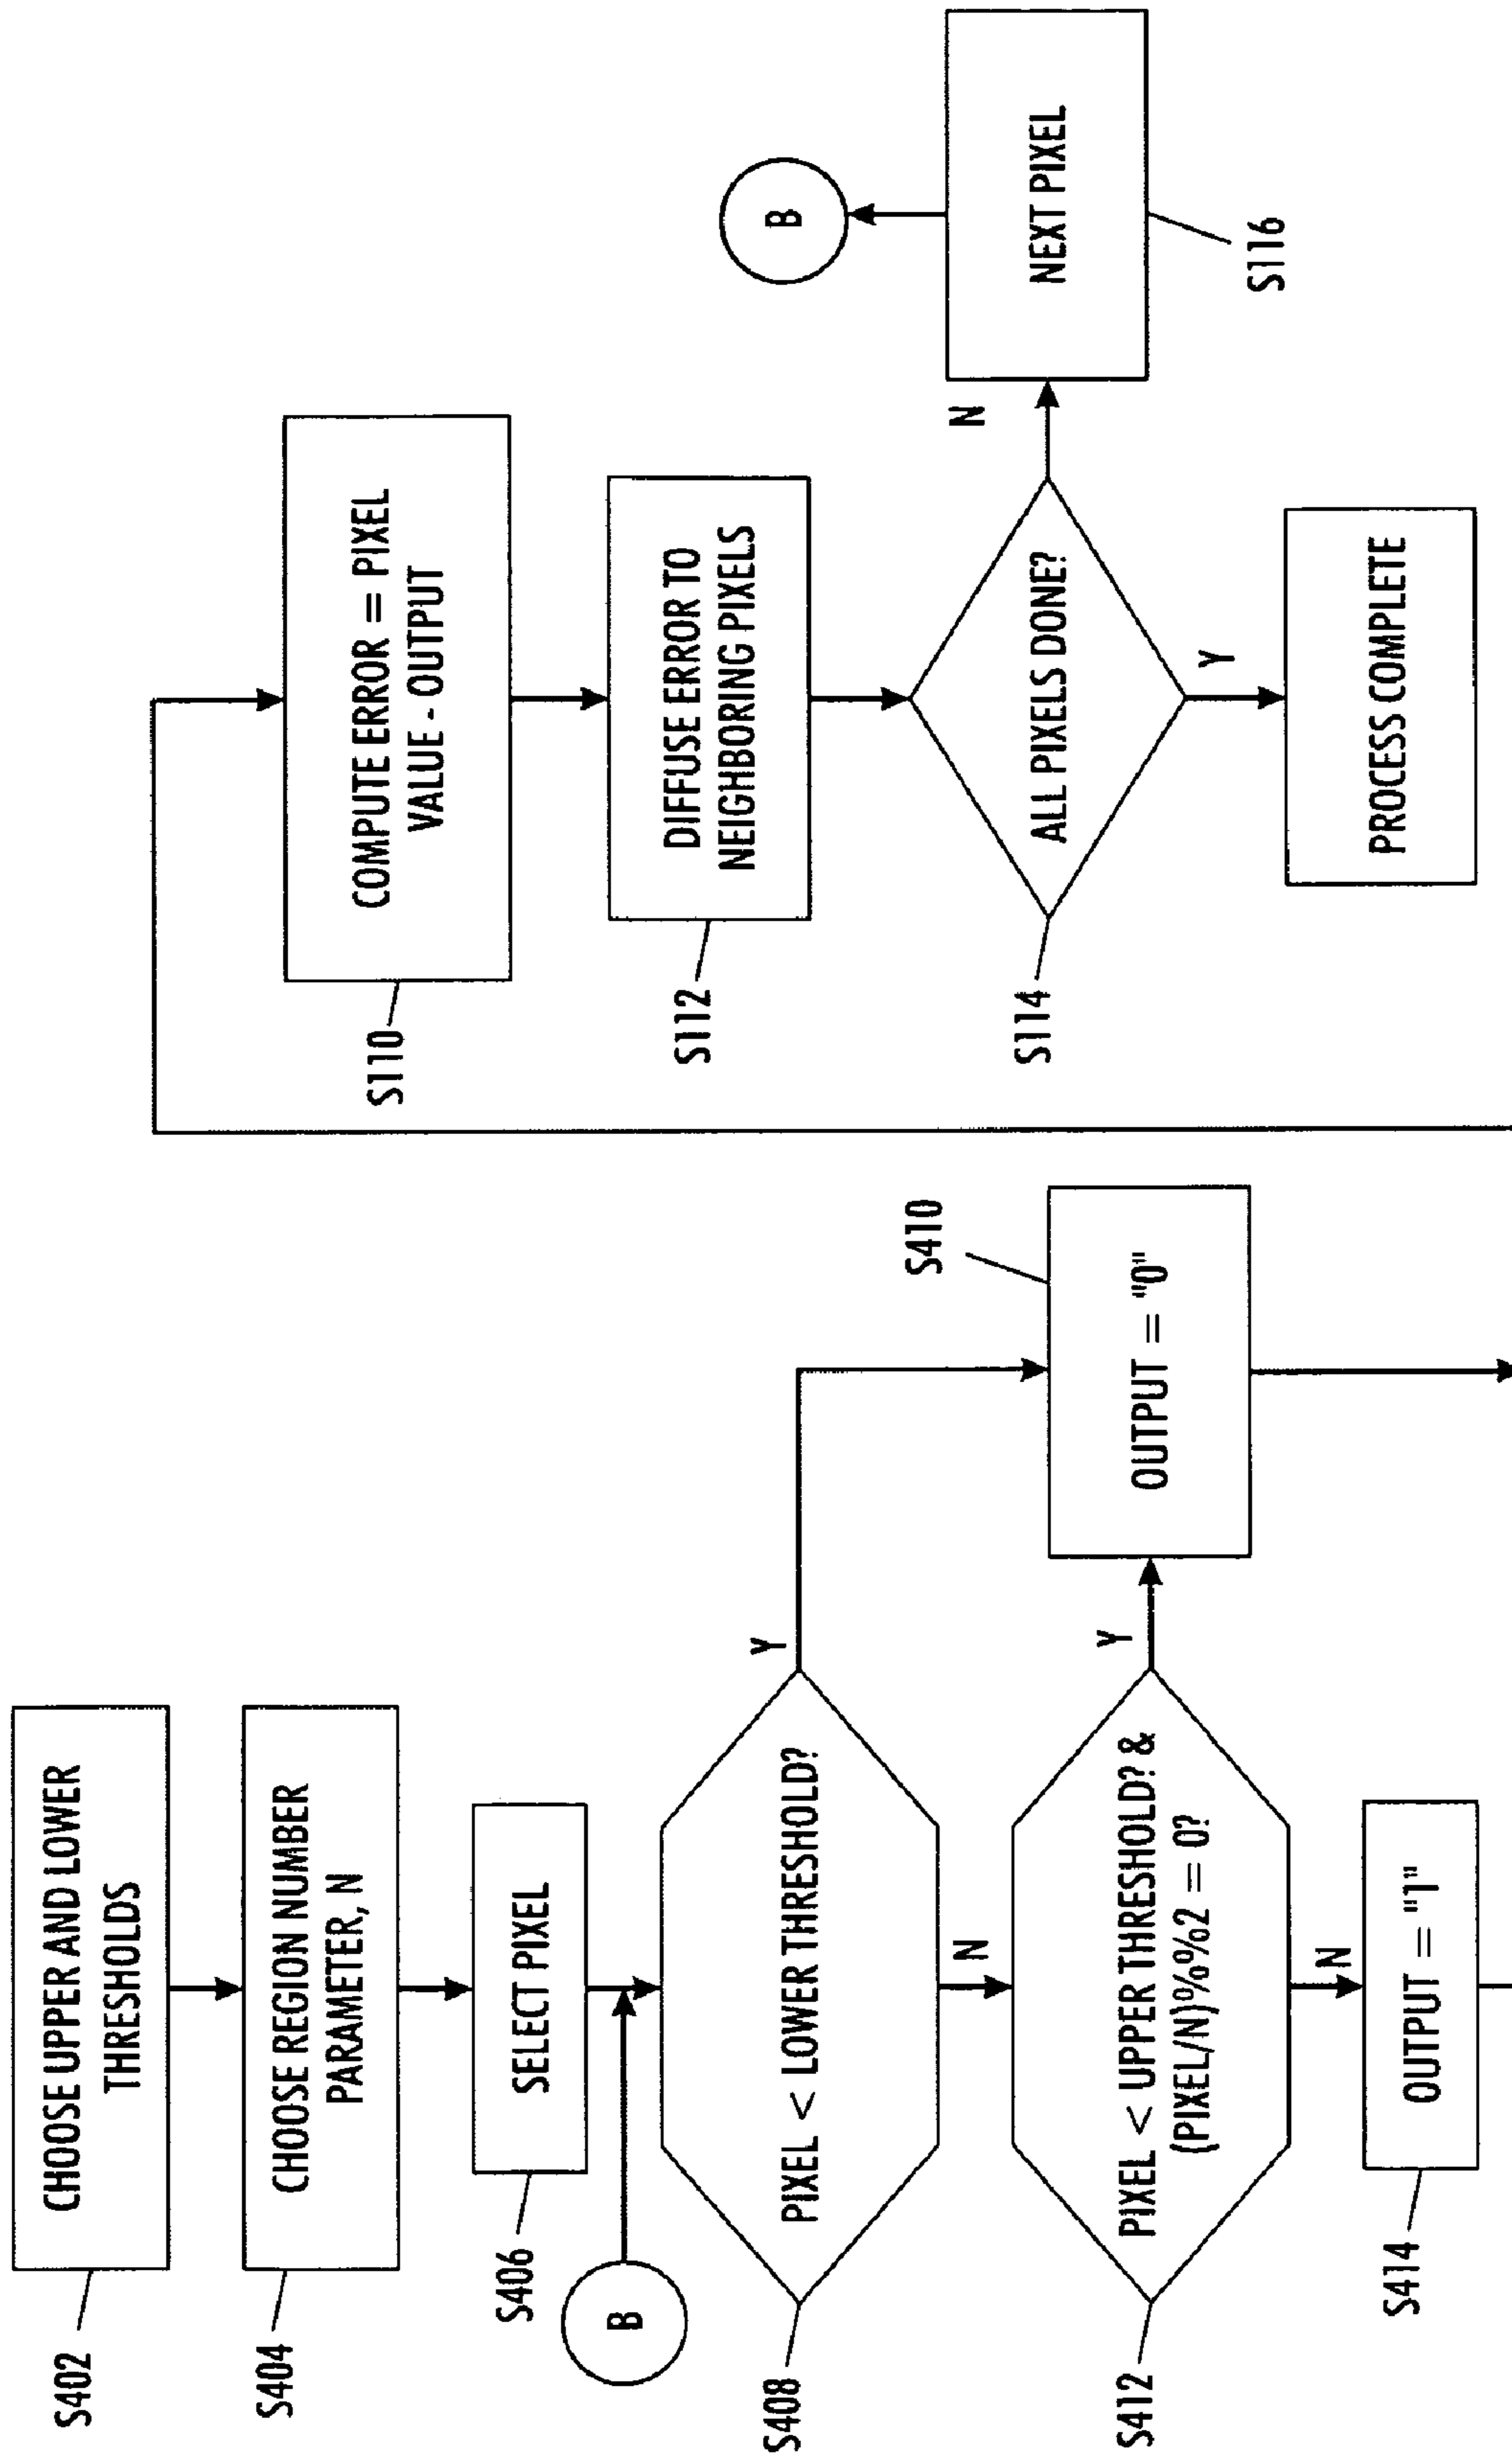 S402
CHOOSE UPPER AND LOWER
THRESHOLDS
S404
CHOOSE REGION NUMBER
PARAMETER, N
S406
SELECT PIXEL
B
S408
PIXEL < LOWER THRESHOLD?
Y
N
S412
PIXEL < UPPER THRESHOLD? &
(PIXEL/N)%%2 = 0?
Y
N
S410
OUTPUT = "0"
S414
OUTPUT = "1"
S110
COMPUTE ERROR = PIXEL
VALUE - OUTPUT
S112
DIFFUSE ERROR TO
NEIGHBORING PIXELS
S114
ALL PIXELS DONE?
N
Y
B
NEXT PIXEL
S116
PROCESS COMPLETE